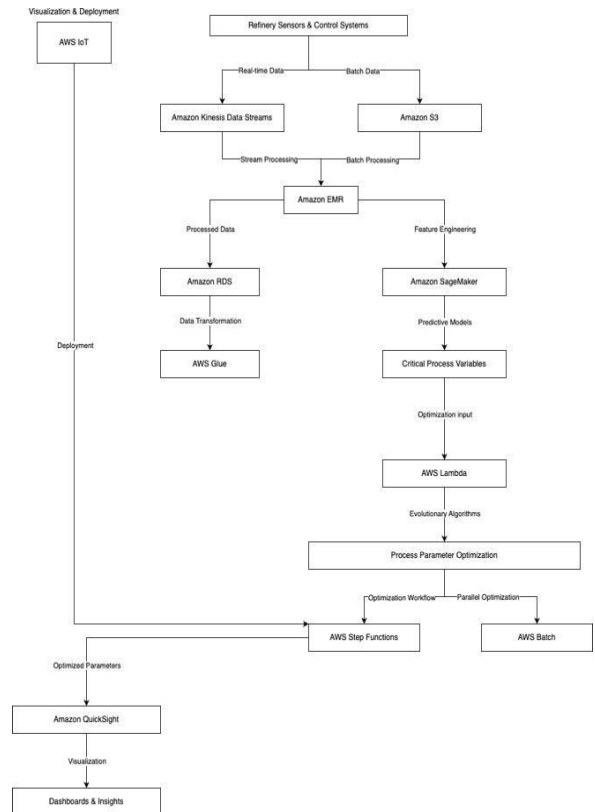 Visualization & Deployment
AWS IoT
Refinery Sensors & Control Systems
Real-time Data
Batch Data
Amazon Kinesis Data Streams
Amazon S3
Stream Processing
Batch Processing
Amazon EMR
Processed Data
Feature Engineering
Amazon RDS
Amazon SageMaker
Data Transformation
Predictive Models
Deployment
AWS Glue
Critical Process Variables
Optimization input
AWS Lambda
Evolutionary Algorithms
Process Parameter Optimization
Optimization Workflow
Parallel Optimization
AWS Step Functions
AWS Batch
Optimized Parameters
Amazon QuickSight
Visualization
Dashboards & Insights